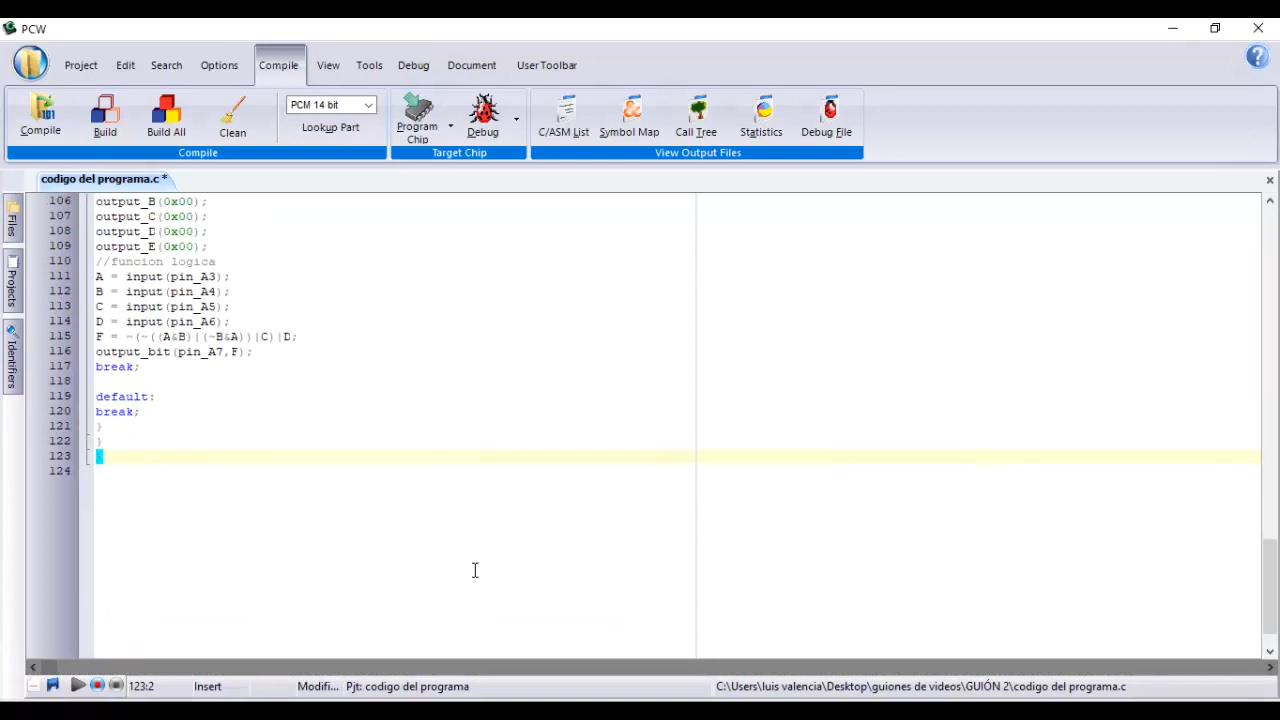 PCW
Project Edit Search Options Compile View Tools Debug Document User Toolbar
Compile Build Build All Clean PCM 14 bit Lookup Part Program Chip Debug C/ASM List Symbol Map Call Tree Statistics Debug File
Compile Target Chip View Output Files
codigo del programa.c *
Files
Projects
Identifiers
106 output_B(0x00);
107 output_C(0x00);
108 output_D(0x00);
109 output_E(0x00);
110 //funcion logica
111 A = input(pin_A3);
112 B = input(pin_A4);
113 C = input(pin_A5);
114 D = input(pin_A6);
115 F = ~(~((A&B)|(~B&A))|C)|D;
116 output_bit(pin_A7,F);
117 break;
118
119 default:
120 break;
121 }
122 }
123 }
124
123:2 Insert Modifi... Pjt: codigo del programa C:\Users\luis valencia\Desktop\guiones de videos\GUIÓN 2\codigo del programa.c